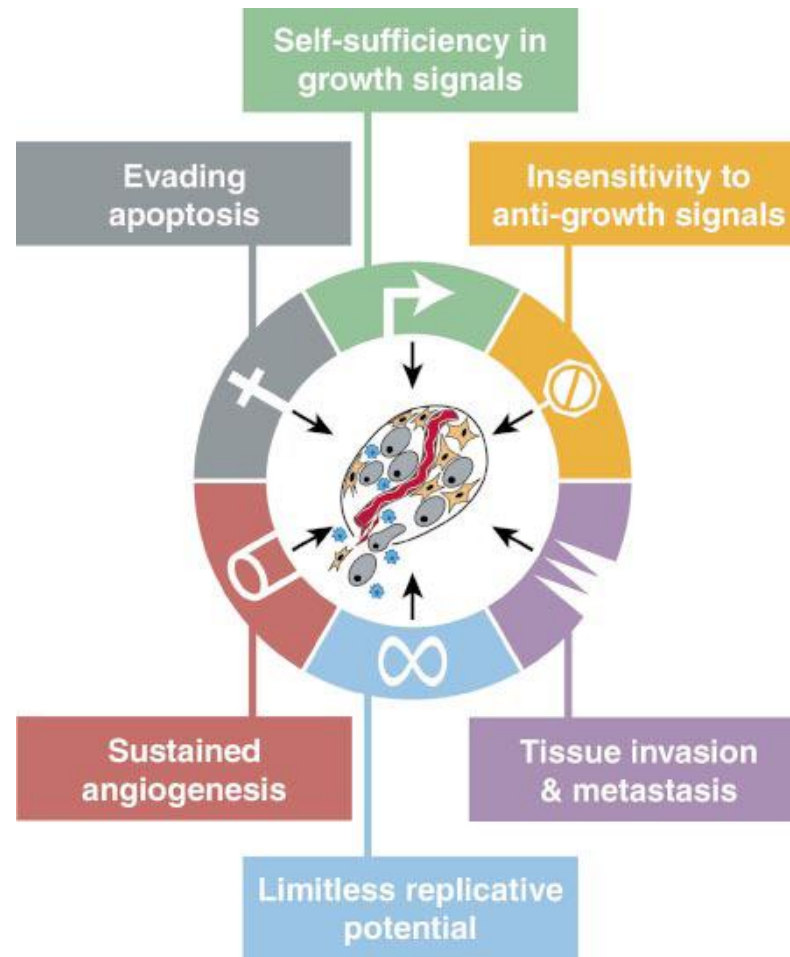 Self-sufficiency in
growth signals
Evading
apoptosis
Insensitivity to
anti-growth signals
Sustained
angiogenesis
Tissue invasion
& metastasis
Limitless replicative
potential